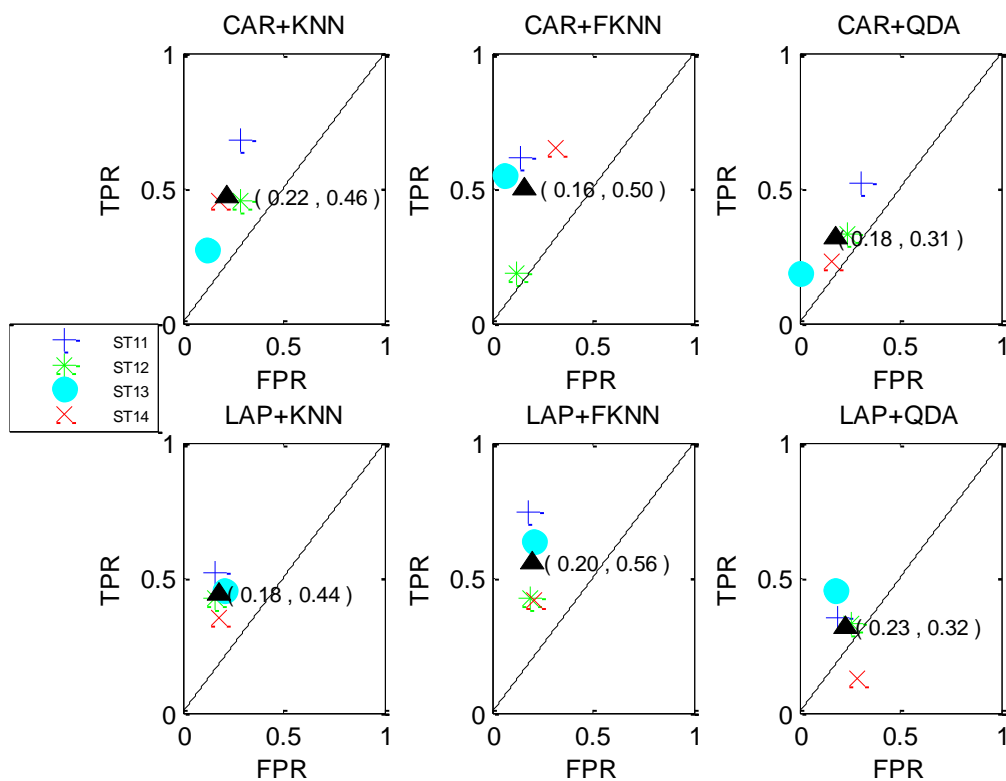 CAR+KNN
1
TPR
0.5
( 0.22 , 0.46 )
0
0 0.5 1
FPR
CAR+FKNN
1
TPR
0.5
( 0.16 , 0.50 )
0
0 0.5 1
FPR
CAR+QDA
1
TPR
0.5
( 0.18 , 0.31 )
0
0 0.5 1
FPR
ST11
ST12
ST13
ST14
LAP+KNN
1
TPR
0.5
( 0.18 , 0.44 )
0
0 0.5 1
FPR
LAP+FKNN
1
TPR
0.5
( 0.20 , 0.56 )
0
0 0.5 1
FPR
LAP+QDA
1
TPR
0.5
( 0.23 , 0.32 )
0
0 0.5 1
FPR